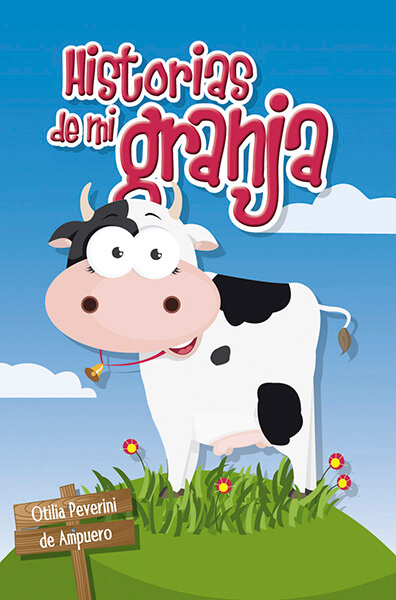 Historias
de mi granja
Otilia Peverini
de Ampuero